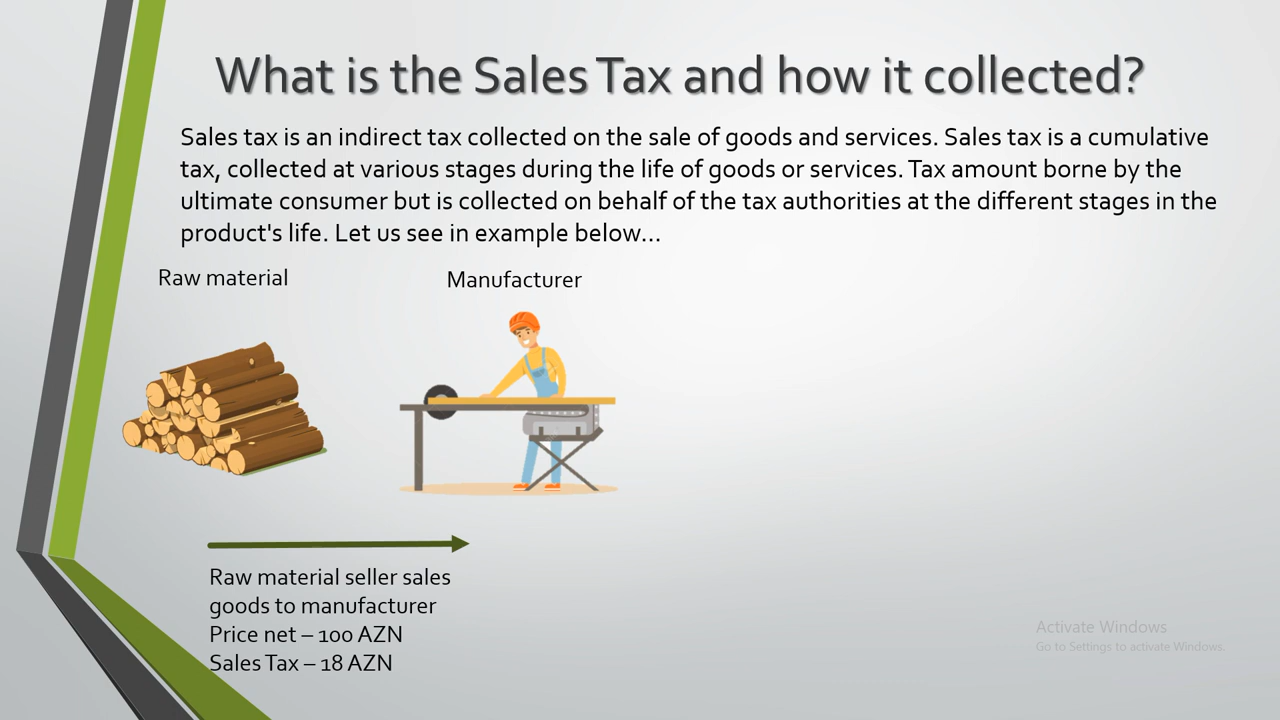 What is the Sales Tax and how it collected?
Sales tax is an indirect tax collected on the sale of goods and services. Sales tax is a cumulative
tax, collected at various stages during the life of goods or services. Tax amount borne by the
ultimate consumer but is collected on behalf of the tax authorities at the different stages in the
product's life. Let us see in example below...
Raw material
Manufacturer
Raw material seller sales
goods to manufacturer
Price net – 100 AZN
Sales Tax – 18 AZN
Activate Windows
Go to Settings to activate Windows.